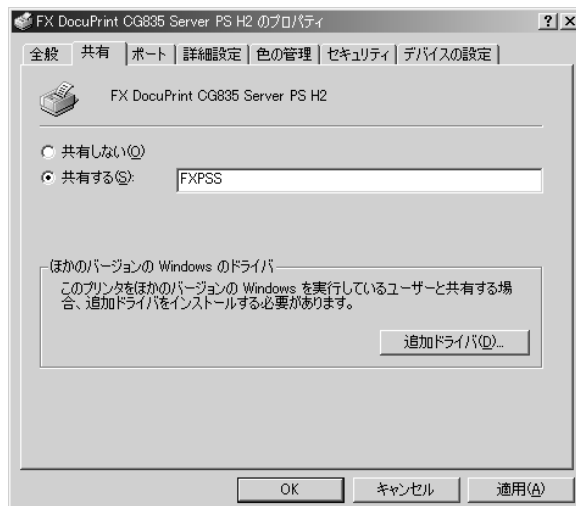 FX DocuPrint CG835 Server PS H2 のプロパティ
全般 共有 ポート 詳細設定 色の管理 セキュリティ デバイスの設定
FX DocuPrint CG835 Server PS H2
共有しない(O)
共有する(S): FXPSS
ほかのバージョンの Windows のドライバ
このプリンタをほかのバージョンの Windows を実行しているユーザーと共有する場
合、追加ドライバをインストールする必要があります。
追加ドライバ(D)...
OK キャンセル 適用(A)